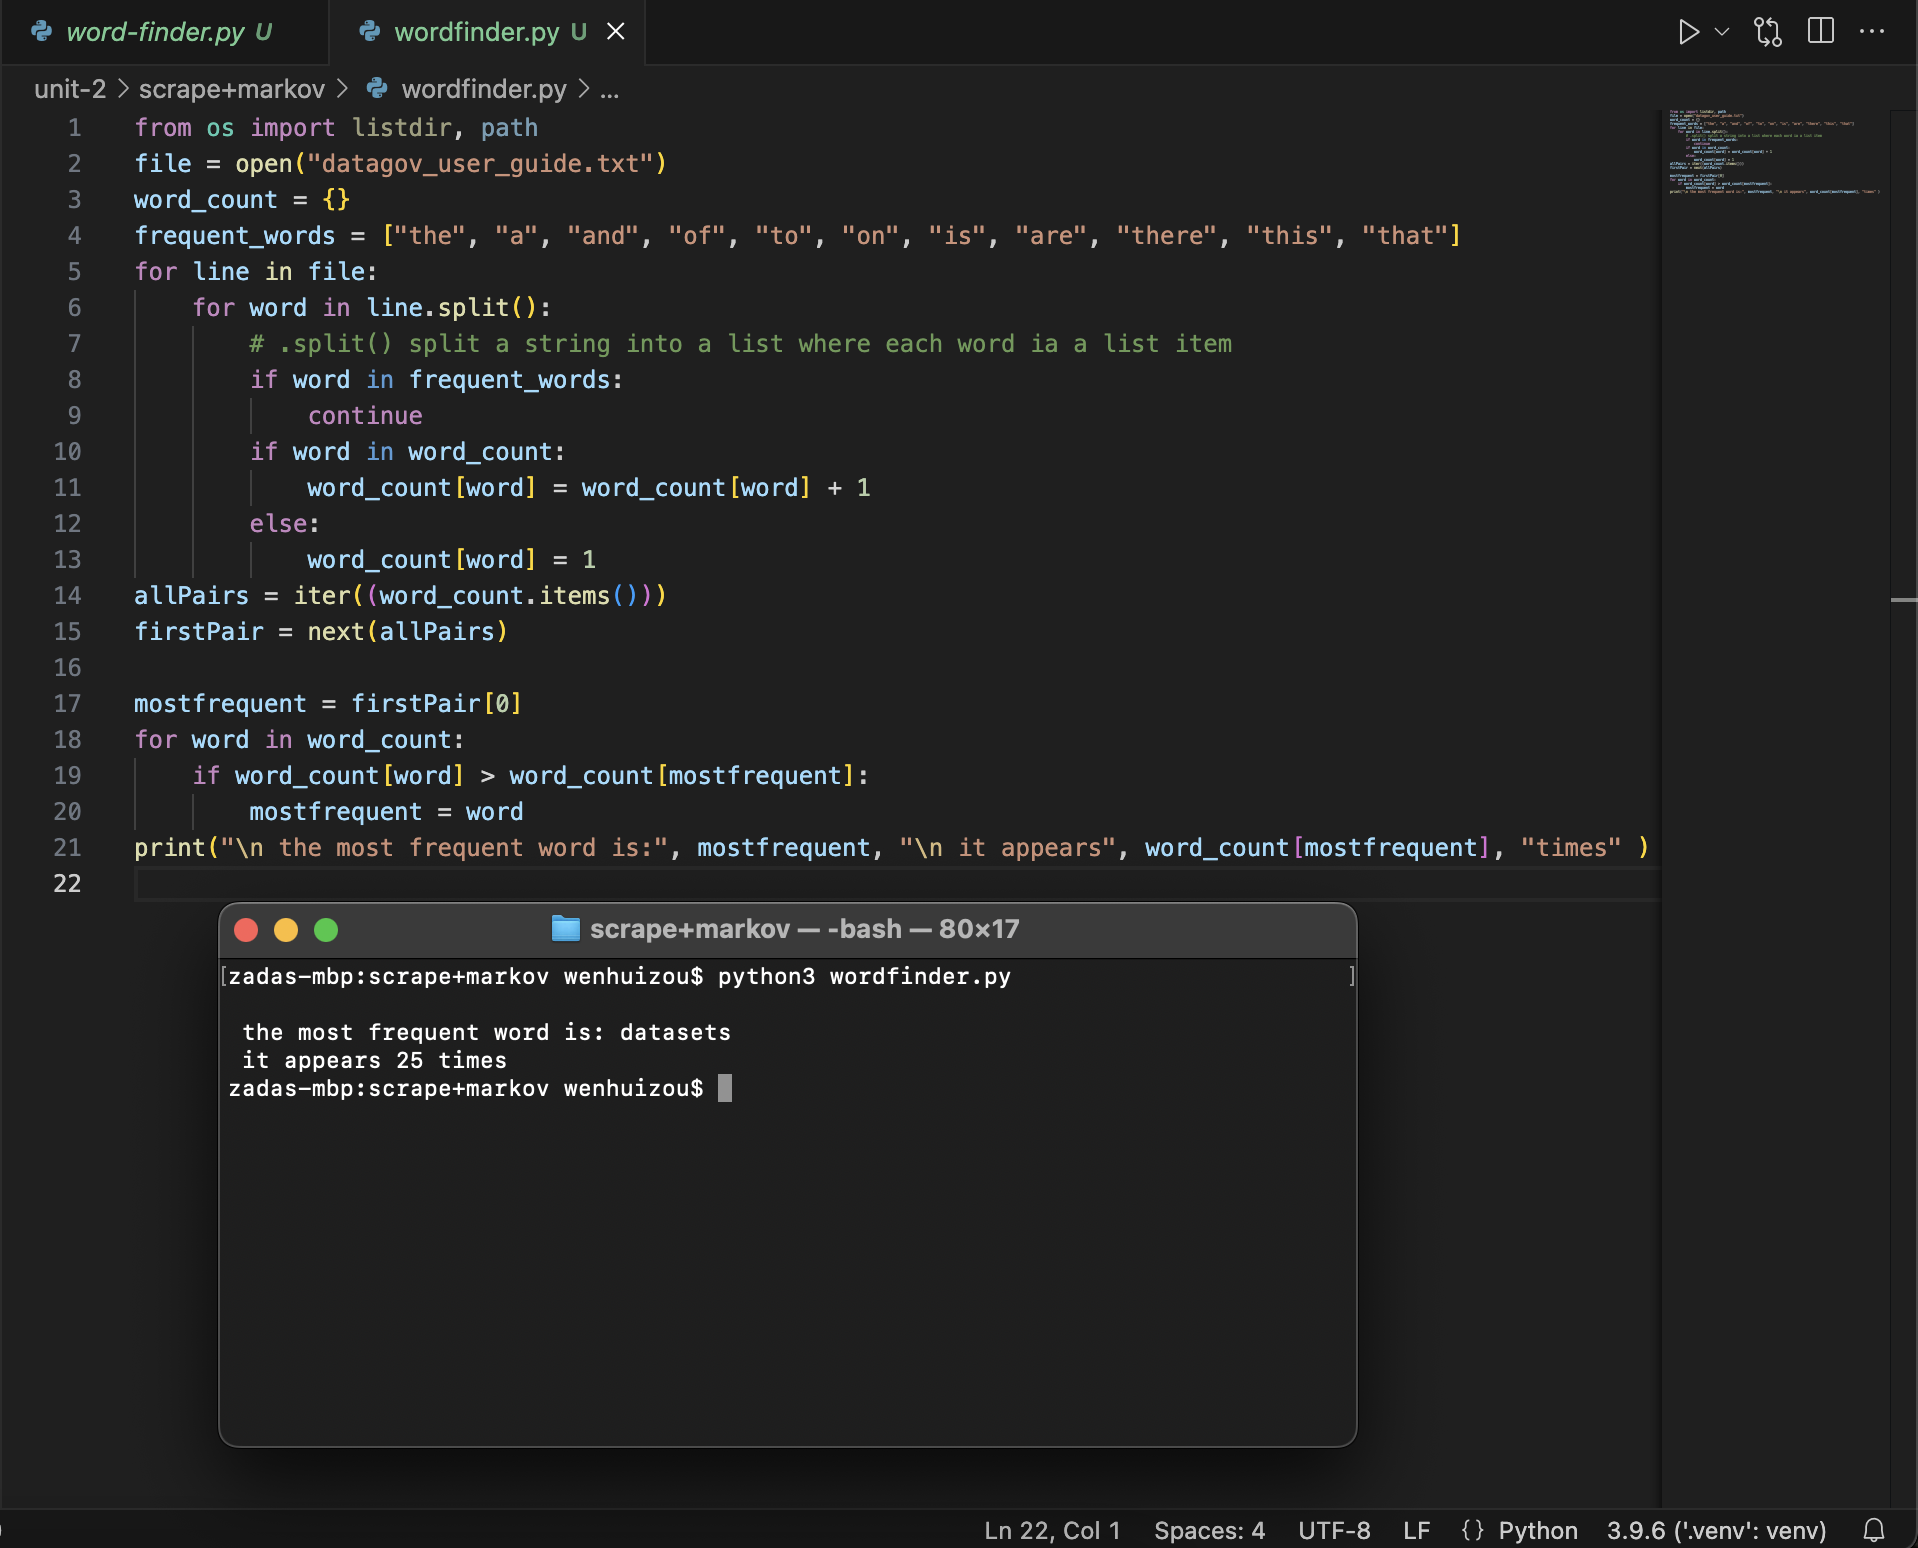 word-finder.py U
wordfinder.py U
unit-2 > scrape+markov > wordfinder.py > ...
1 from os import listdir, path
2 file = open("datagov_user_guide.txt")
3 word_count = {}
4 frequent_words = ["the", "a", "and", "of", "to", "on", "is", "are", "there", "this", "that"]
5 for line in file:
6     for word in line.split():
7         # .split() split a string into a list where each word ia a list item
8         if word in frequent_words:
9             continue
10         if word in word_count:
11             word_count[word] = word_count[word] + 1
12         else:
13             word_count[word] = 1
14 allPairs = iter((word_count.items()))
15 firstPair = next(allPairs)
16
17 mostfrequent = firstPair[0]
18 for word in word_count:
19     if word_count[word] > word_count[mostfrequent]:
20         mostfrequent = word
21 print("\n the most frequent word is:", mostfrequent, "\n it appears", word_count[mostfrequent], "times" )
22
scrape+markov — -bash — 80×17
[zadas-mbp:scrape+markov wenhuizou$ python3 wordfinder.py ]
the most frequent word is: datasets
it appears 25 times
zadas-mbp:scrape+markov wenhuizou$
Ln 22, Col 1 Spaces: 4 UTF-8 LF {} Python 3.9.6 ('.venv': venv)